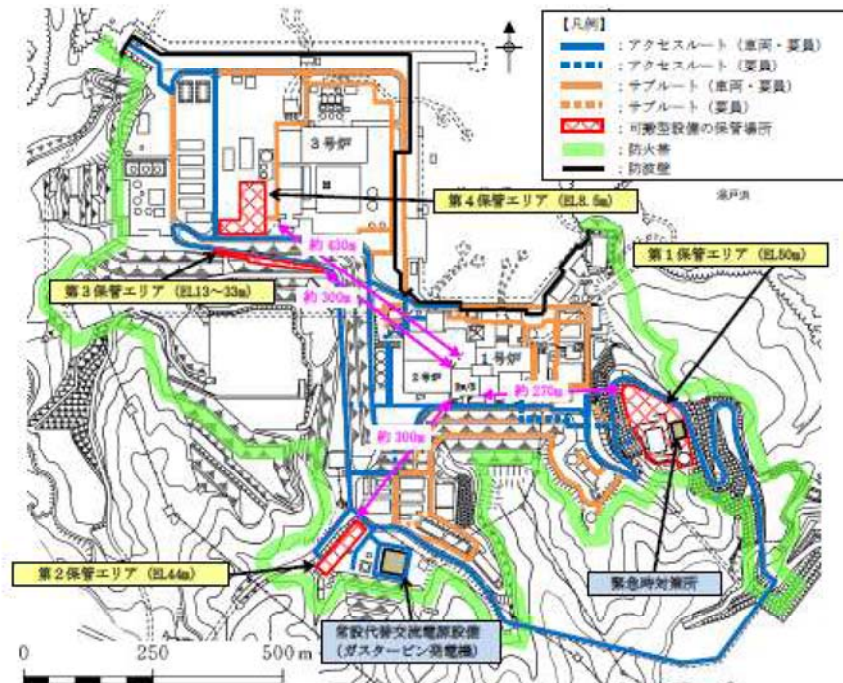 【凡例】
：アクセスルート（車両・要員）
：アクセスルート（要員）
：サブルート（車両・要員）
：サブルート（要員）
：可搬型設備の保管場所
：防火帯
：防波壁
3号炉
第4保管エリア（EL8.5m）
約430m
第1保管エリア（EL50m）
第3保管エリア（EL13～33m）
約300m
1号炉
2号炉
約270m
約300m
第2保管エリア（EL44m）
緊急時対策所
常設代替交流電源設備
（ガスタービン発電機）
0
250
500 m